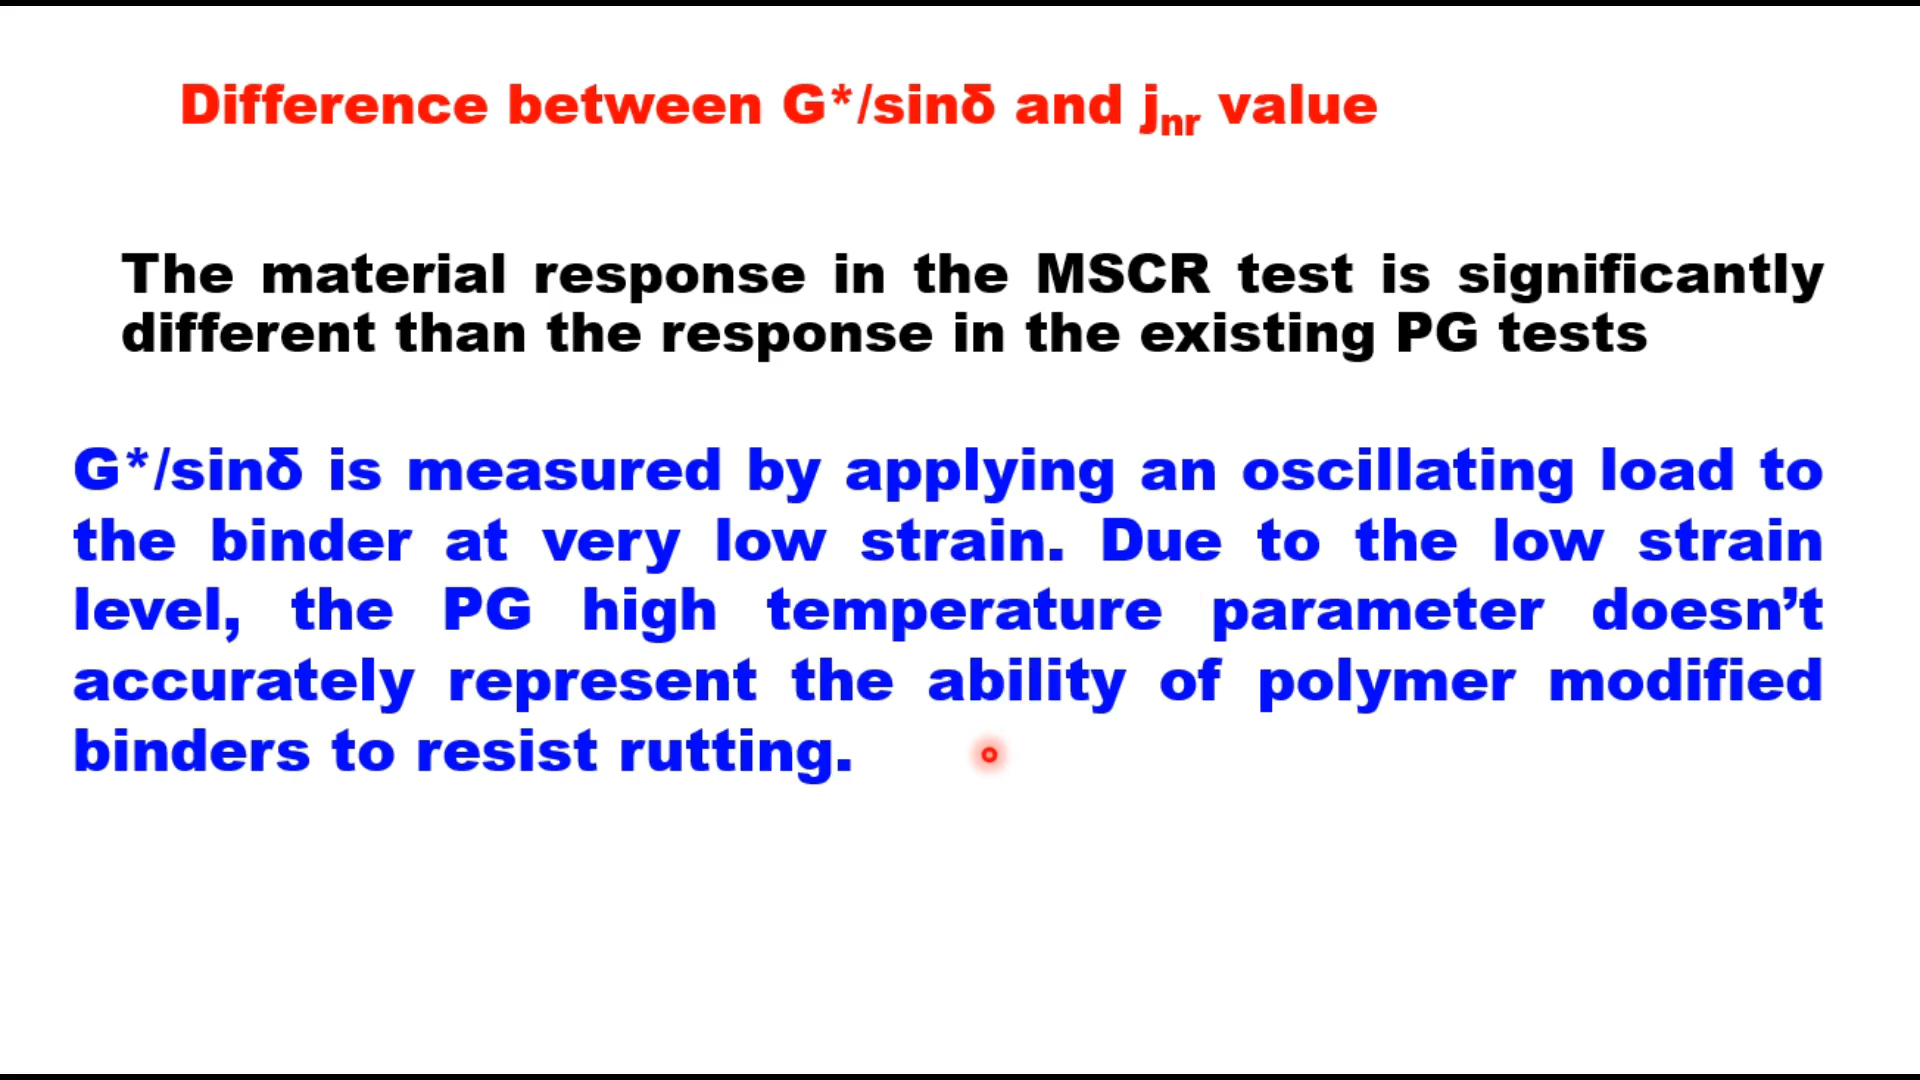 Difference between G*/sinδ and jnr value
The material response in the MSCR test is significantly
different than the response in the existing PG tests
G*/sinδ is measured by applying an oscillating load to
the binder at very low strain. Due to the low strain
level, the PG high temperature parameter doesn’t
accurately represent the ability of polymer modified
binders to resist rutting.